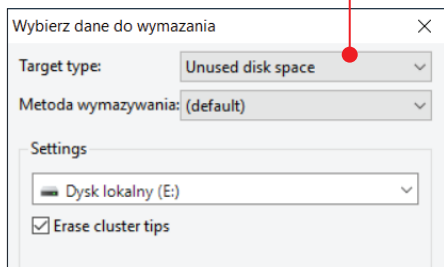 Wybierz dane do wymazania
Target type: Unused disk space
Metoda wymazywania: (default)
Settings
Dysk lokalny (E:)
Erase cluster tips